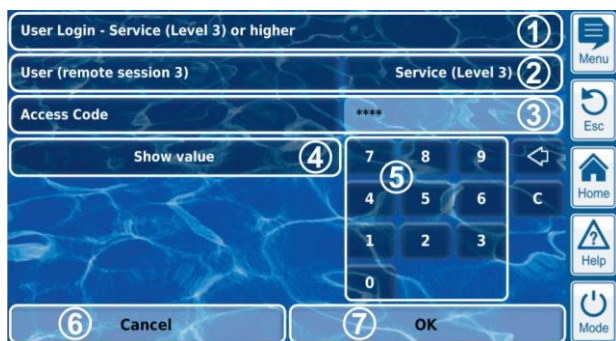 User Login - Service (Level 3) or higher ①
Menu
User (remote session 3) Service (Level 3) ②
Access Code **** ③
Esc
Show value ④ 7 8 9
⑤
4 5 6 C
Home
1 2 3
Help
0
⑥ Cancel ⑦ OK
Mode